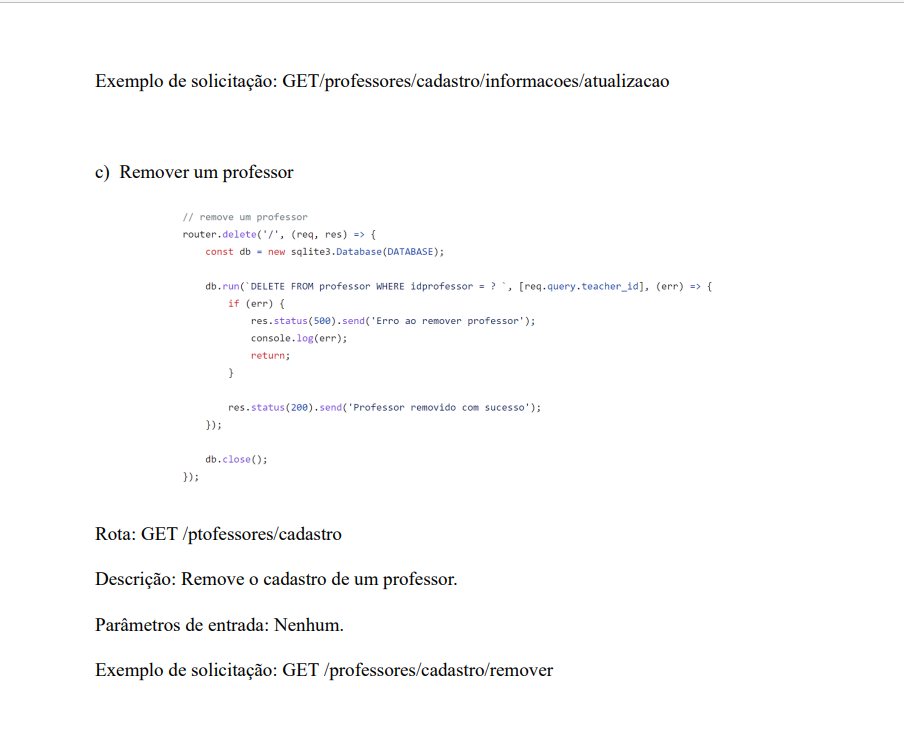 Exemplo de solicitação: GET/professores/cadastro/informacoes/atualizacao
c) Remover um professor
// remove um professor
router.delete('/', (req, res) => {
const db = new sqlite3.Database(DATABASE);
db.run(`DELETE FROM professor WHERE idprofessor = ? `, [req.query.teacher_id], (err) => {
if (err) {
res.status(500).send('Erro ao remover professor');
console.log(err);
return;
}
res.status(200).send('Professor removido com sucesso');
});
db.close();
});
Rota: GET /ptofessores/cadastro
Descrição: Remove o cadastro de um professor.
Parâmetros de entrada: Nenhum.
Exemplo de solicitação: GET /professores/cadastro/remover